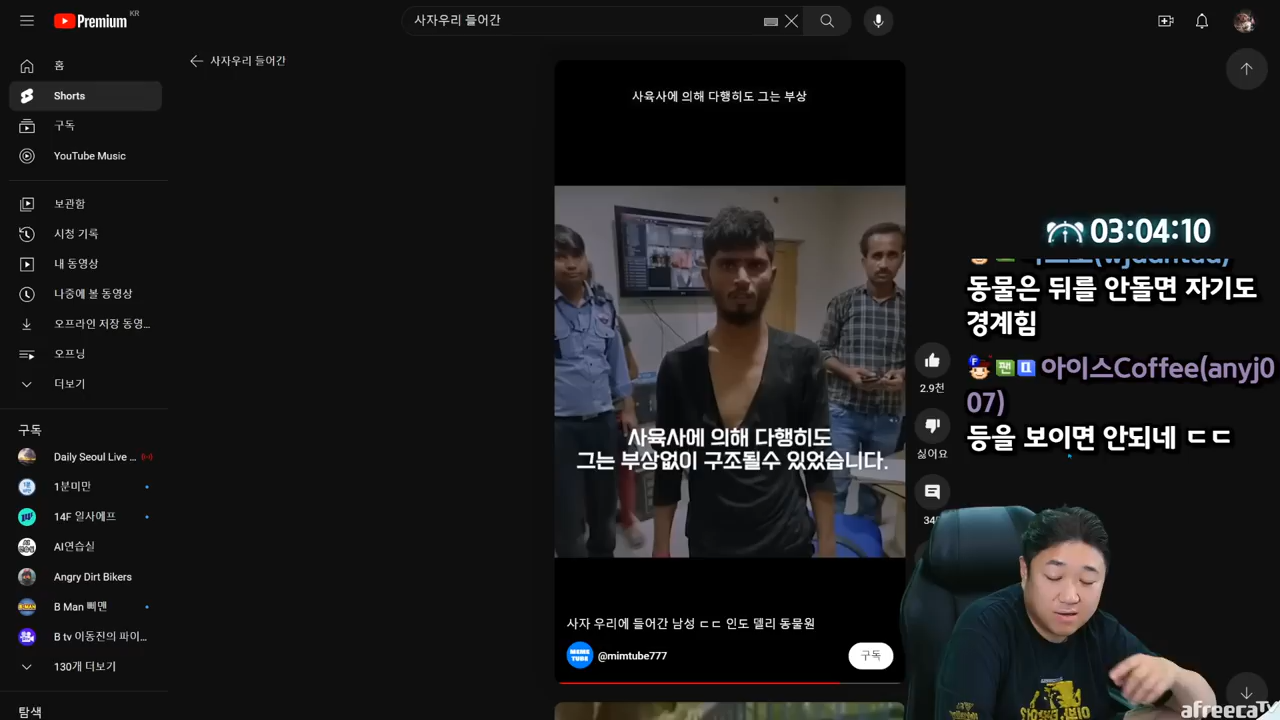 Premium KR
사자우리 들어간
홈
Shorts
구독
YouTube Music
보관함
시청 기록
내 동영상
나중에 볼 동영상
오프라인 저장 동영...
오프닝
더보기
구독
Daily Seoul Live ...
1분미만
14F 일사에프
AI연습실
Angry Dirt Bikers
B Man 삐맨
B tv 이동진의 파이...
130개 더보기
탐색
사자우리 들어간
사육사에 의해 다행히도 그는 부상
사육사에 의해 다행히도
그는 부상없이 구조될수 있었습니다.
사자 우리에 들어간 남성 ㄷㄷ 인도 델리 동물원
MEME
TUBE
@mimtube777
구독
2.9천
싫어요
03:04:10
동물은 뒤를 안돌면 자기도
경계힘
팬 아이스Coffee(anyj0
07)
등을 보이면 안되네 ㄷㄷ
afreecaTV